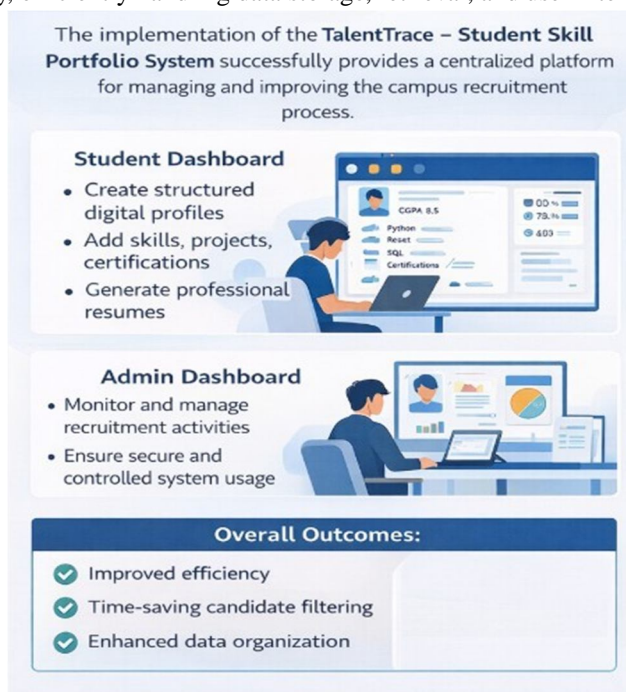 The implementation of the TalentTrace – Student Skill
Portfolio System successfully provides a centralized platform
for managing and improving the campus recruitment
process.
Student Dashboard
• Create structured
digital profiles
• Add skills, projects,
certifications
• Generate professional
resumes
CGPA 8.5
Python
Reset
SQL
Certifications
Admin Dashboard
• Monitor and manage
recruitment activities
• Ensure secure and
controlled system usage
Overall Outcomes:
Improved efficiency
Time-saving candidate filtering
Enhanced data organization